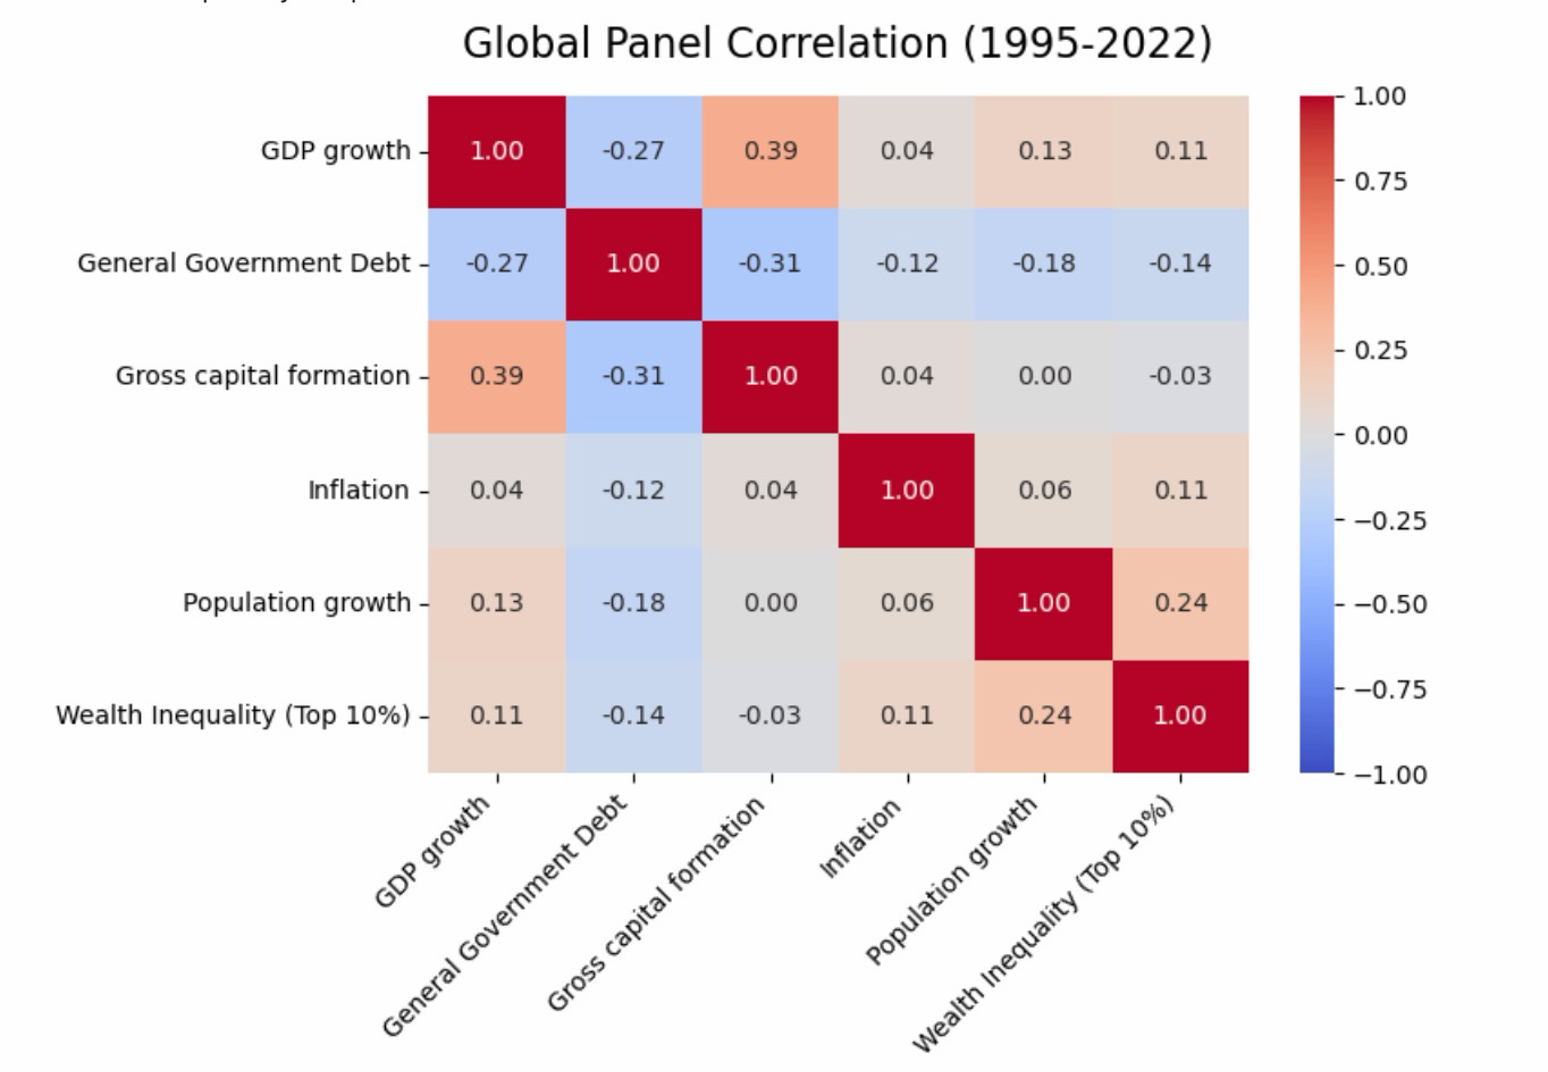 Global Panel Correlation (1995-2022)
GDP growth 1.00 -0.27 0.39 0.04 0.13 0.11
General Government Debt -0.27 1.00 -0.31 -0.12 -0.18 -0.14
Gross capital formation 0.39 -0.31 1.00 0.04 0.00 -0.03
Inflation 0.04 -0.12 0.04 1.00 0.06 0.11
Population growth 0.13 -0.18 0.00 0.06 1.00 0.24
Wealth Inequality (Top 10%) 0.11 -0.14 -0.03 0.11 0.24 1.00
GDP growth
General Government Debt
Gross capital formation
Inflation
Population growth
Wealth Inequality (Top 10%)
1.00
0.75
0.50
0.25
0.00
−0.25
−0.50
−0.75
−1.00